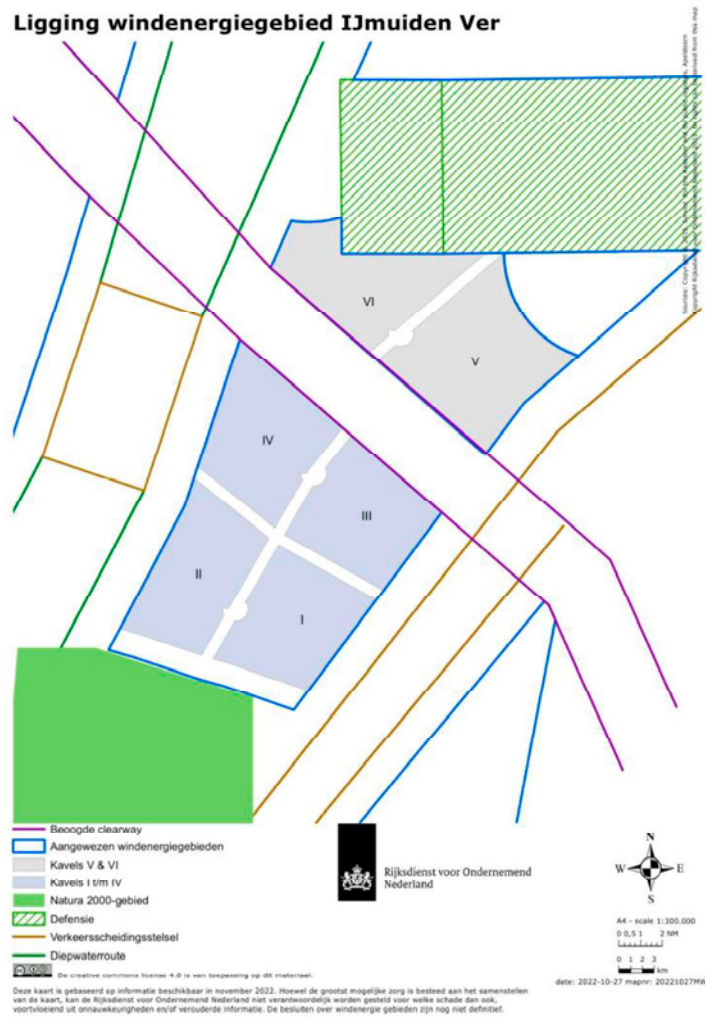 Ligging windenergiegebied IJmuiden Ver
VI
V
IV
III
II
I
Beoogde clearway
Aangewezen windenergiegebieden
Kavels V & VI
Kavels I t/m IV
Natura 2000-gebied
Defensie
Verkeersscheidingsstelsel
Diepwaterroute
De creative commons license 4.0 is van toepassing op dit materiaal.
Rijksdienst voor Ondernemend
Nederland
N
W E
S
A4 - scale 1:300.000
0 0,5 1 2 NM
0 1 2 3
km
date: 2022-10-27 mapnr: 20221027MW
Deze kaart is gebaseerd op informatie beschikbaar in november 2022. Hoewel de grootst mogelijke zorg is besteed aan het samenstellen
van de kaart, kan de Rijksdienst voor Ondernemend Nederland niet verantwoordelijk worden gesteld voor welke schade dan ook,
voortvloeiend uit onnauwkeurigheden en/of verouderde informatie. De besluiten over windenergie gebieden zijn nog niet definitief.